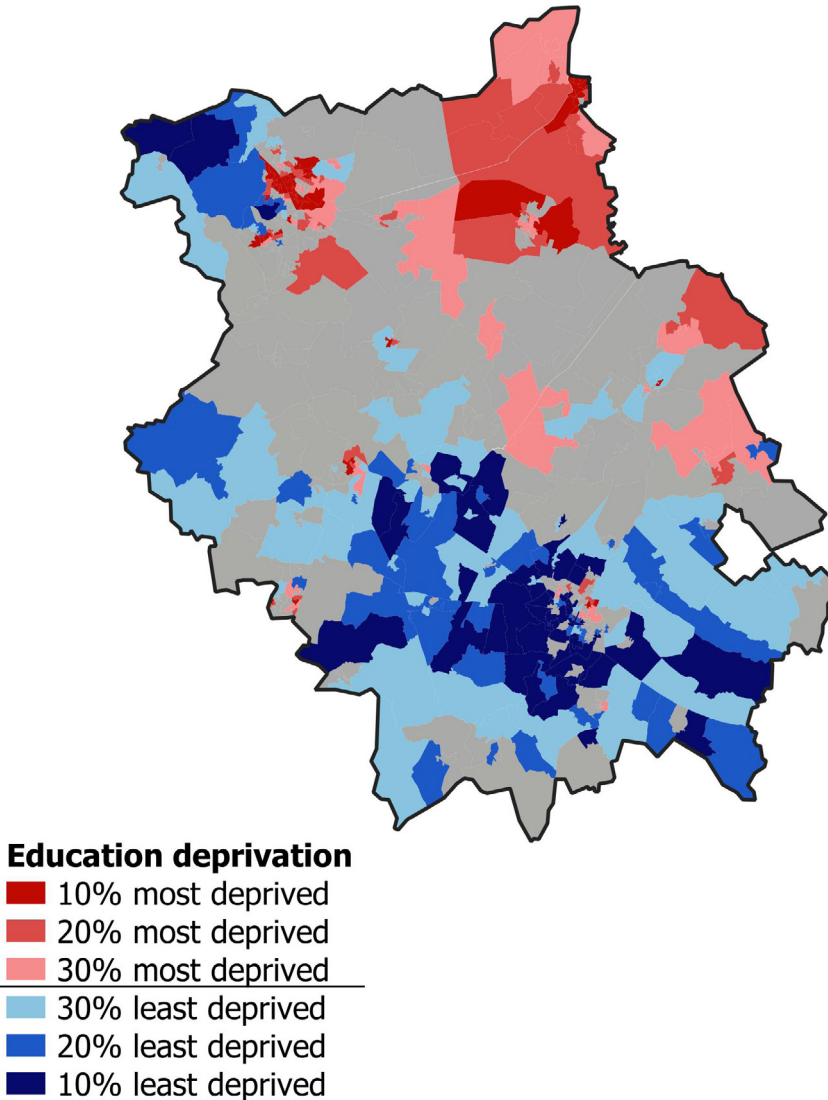 Education deprivation
10% most deprived
20% most deprived
30% most deprived
30% least deprived
20% least deprived
10% least deprived